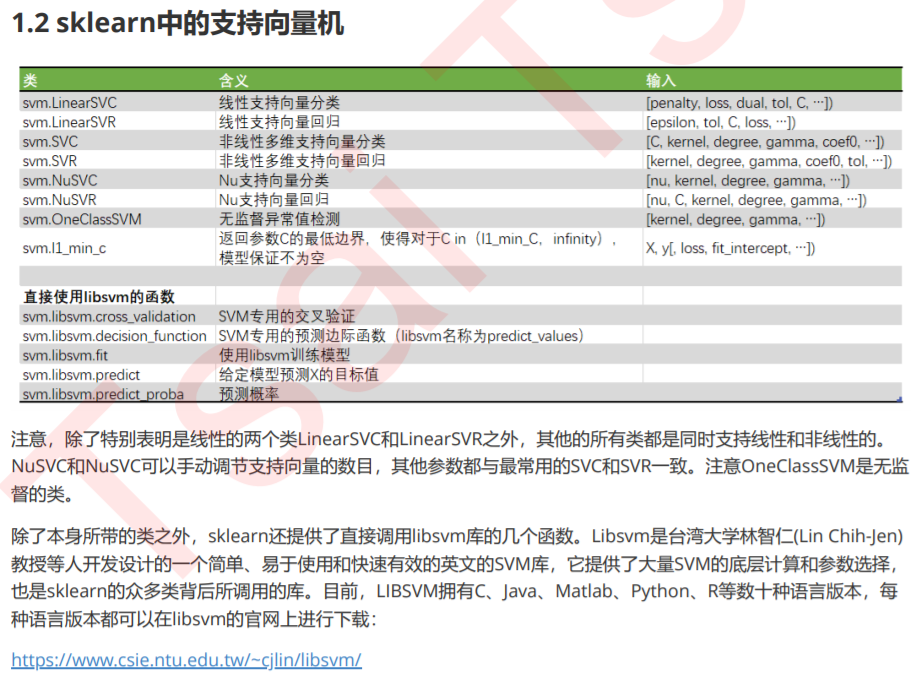 1.2 sklearn中的支持向量机
类 含义 输入
svm.LinearSVC 线性支持向量分类 [penalty, loss, dual, tol, C, …])
svm.LinearSVR 线性支持向量回归 [epsilon, tol, C, loss, …])
svm.SVC 非线性多维支持向量分类 [C, kernel, degree, gamma, coef0, …])
svm.SVR 非线性多维支持向量回归 [kernel, degree, gamma, coef0, tol, …])
svm.NuSVC Nu支持向量分类 [nu, kernel, degree, gamma, …])
svm.NuSVR Nu支持向量回归 [nu, C, kernel, degree, gamma, …])
svm.OneClassSVM 无监督异常值检测 [kernel, degree, gamma, …])
svm.l1_min_c 返回参数C的最低边界，使得对于C in（l1_min_C，infinity），
模型保证不为空 X, y[, loss, fit_intercept, …])
直接使用libsvm的函数
svm.libsvm.cross_validation SVM专用的交叉验证
svm.libsvm.decision_function SVM专用的预测边际函数（libsvm名称为predict_values）
svm.libsvm.fit 使用libsvm训练模型
svm.libsvm.predict 给定模型预测X的目标值
svm.libsvm.predict_proba 预测概率
注意，除了特别表明是线性的两个类LinearSVC和LinearSVR之外，其他的所有类都是同时支持线性和非线性的。
NuSVC和NuSVC可以手动调节支持向量的数目，其他参数都与最常用的SVC和SVR一致。注意OneClassSVM是无监
督的类。
除了本身所带的类之外，sklearn还提供了直接调用libsvm库的几个函数。Libsvm是台湾大学林智仁(Lin Chih-Jen)
教授等人开发设计的一个简单、易于使用和快速有效的英文的SVM库，它提供了大量SVM的底层计算和参数选择，
也是sklearn的众多类背后所调用的库。目前，LIBSVM拥有C、Java、Matlab、Python、R等数十种语言版本，每
种语言版本都可以在libsvm的官网上进行下载：
https://www.csie.ntu.edu.tw/~cjlin/libsvm/
Tsai Ts